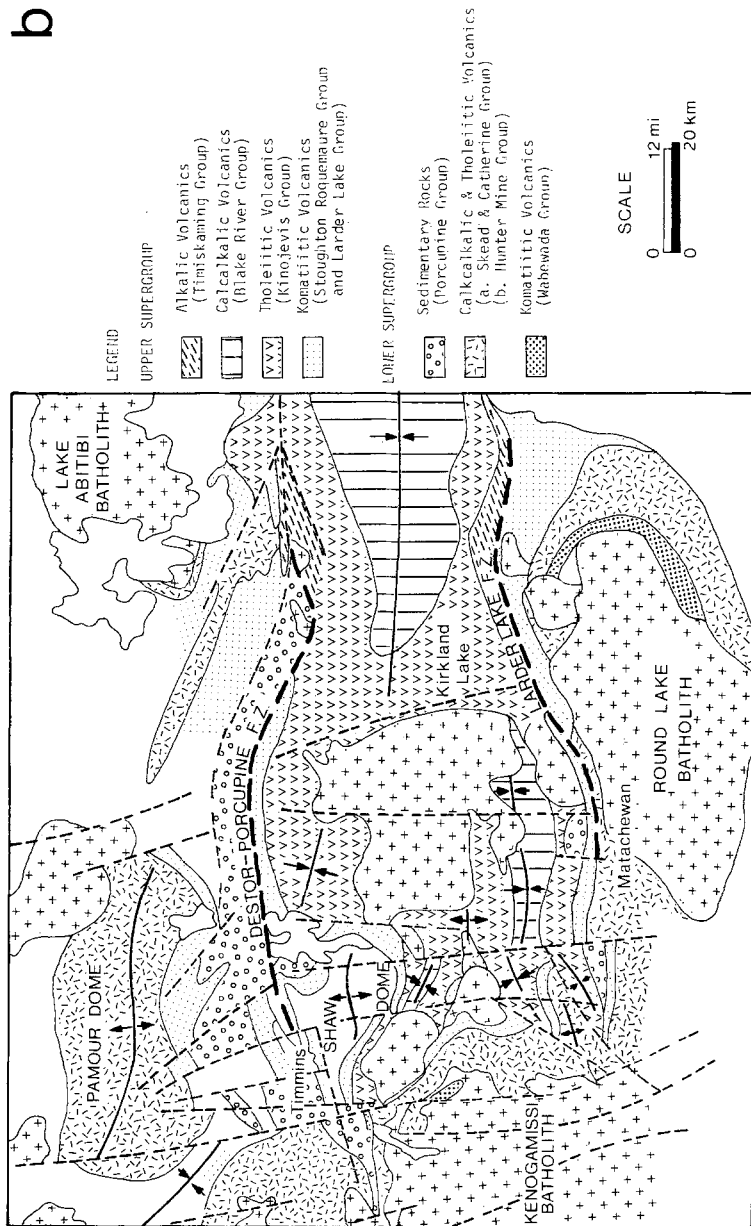 b
LEGEND
UPPER SUPERGROUP
Alkalic Volcanics
(Timiskaming Group)
Calcalkalic Volcanics
(Blake River Group)
Tholeiitic Volcanics
(Kinojevis Group)
Komatiitic Volcanics
(Stoughton Roquemaure Group
and Larder Lake Group)
LOWER SUPERGROUP
Sedimentary Rocks
(Porcupine Group)
Calkcalkalic & Tholeiitic Volcanics
(a. Skead & Catherine Group)
(b. Hunter Mine Group)
Komatiitic Volcanics
(Wabewada Group)
SCALE
0 12 mi
0 20 km
LAKE
ABITIBI
BATHOLITH
PAMOUR DOME
DESTOR-PORCUPINE F.Z.
Timmins
SHAW
DOME
Kirkland
Lake
LARDER LAKE F.Z.
Matachewan
ROUND LAKE
BATHOLITH
KENOGAMISSI
BATHOLITH